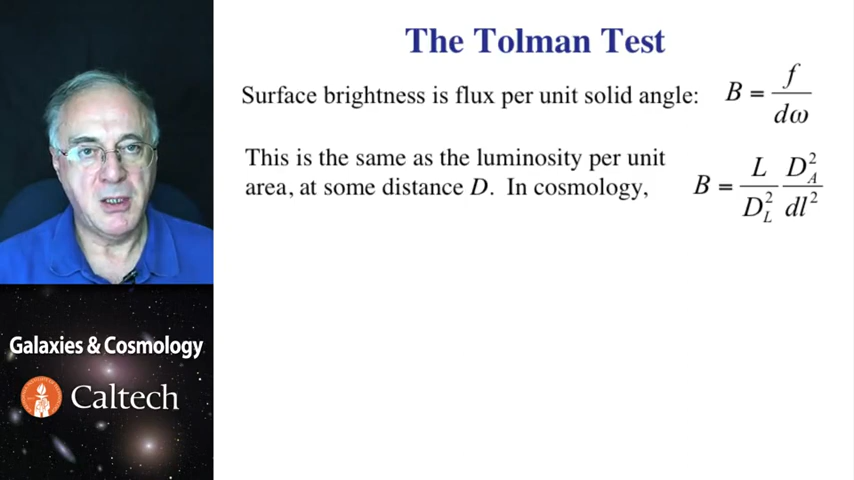 The Tolman Test
Surface brightness is flux per unit solid angle: B = f / dω
This is the same as the luminosity per unit
area, at some distance D. In cosmology, B = L / D_L^2 D_A^2 / dl^2
Galaxies & Cosmology
Caltech